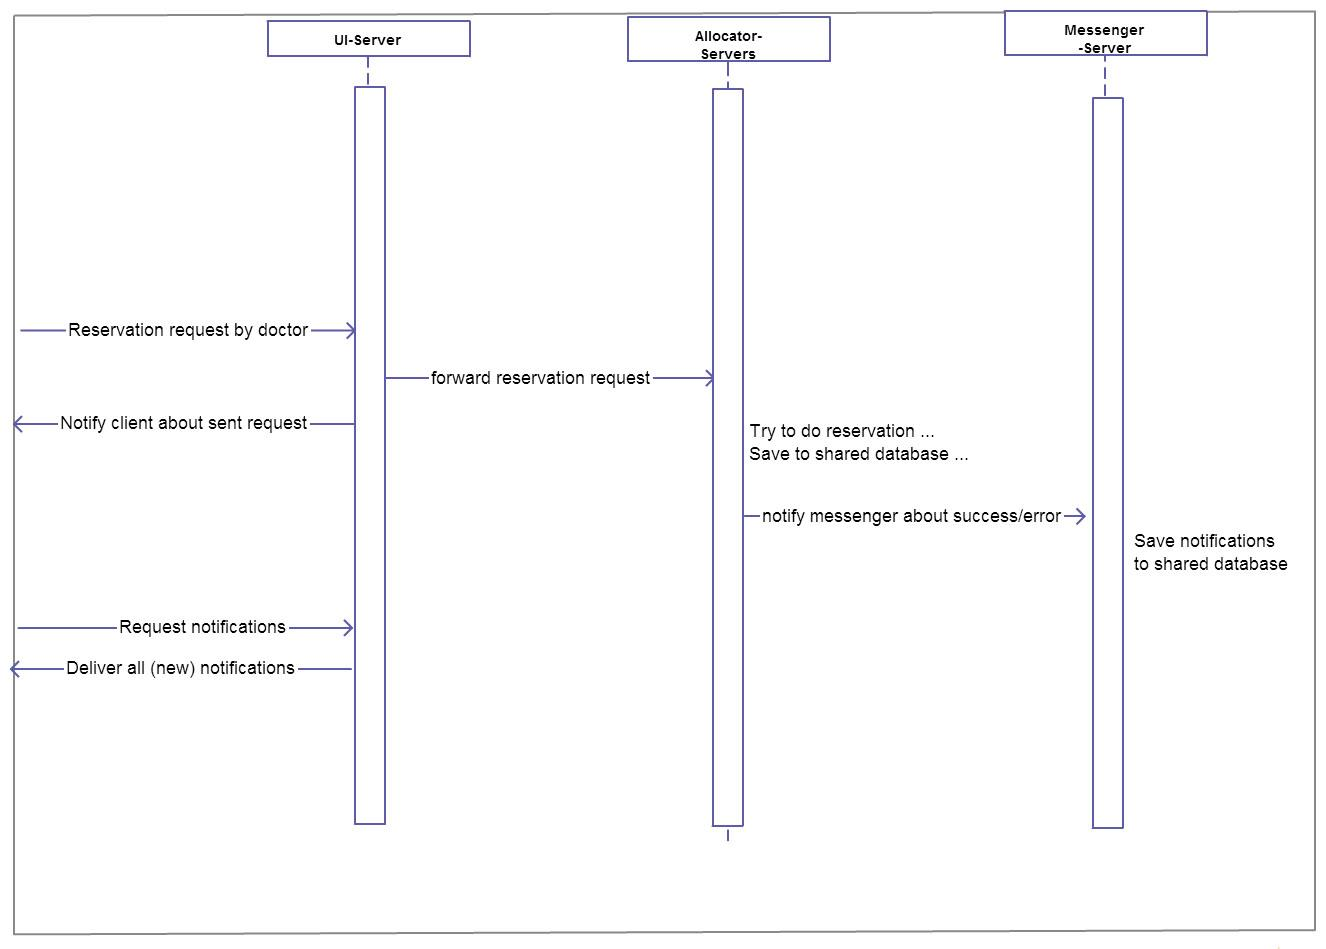 UI-Server
Allocator-
Servers
Messenger
-Server
Reservation request by doctor
forward reservation request
Notify client about sent request
Try to do reservation ...
Save to shared database ...
notify messenger about success/error
Save notifications
to shared database
Request notifications
Deliver all (new) notifications